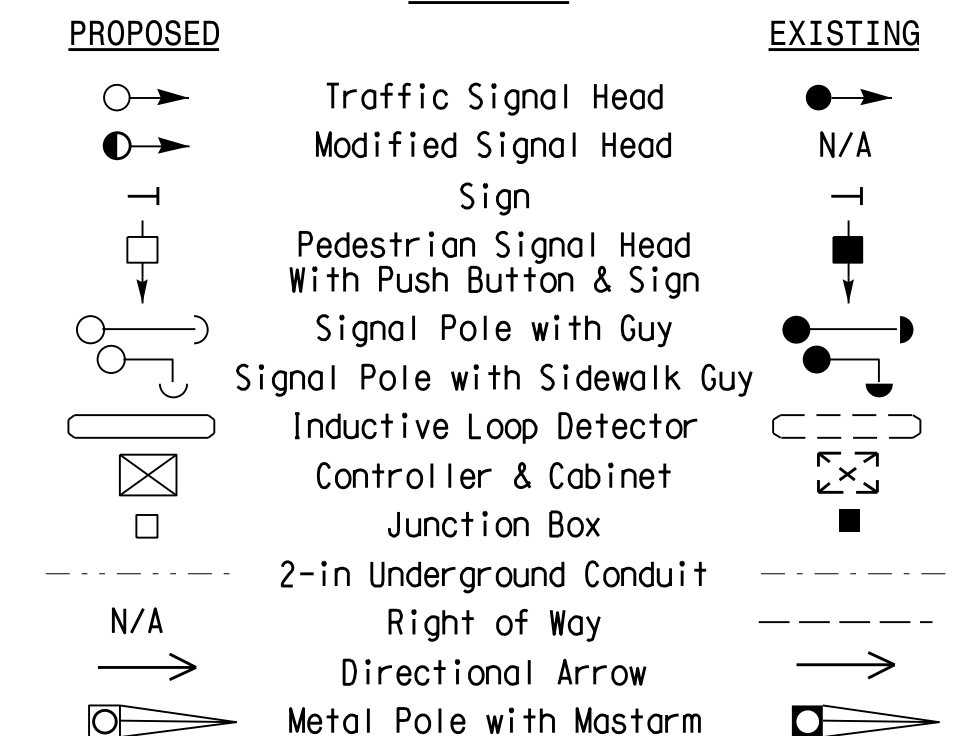 PROPOSED EXISTING
Traffic Signal Head
Modified Signal Head N/A
Sign
Pedestrian Signal Head
With Push Button & Sign
Signal Pole with Guy
Signal Pole with Sidewalk Guy
Inductive Loop Detector
Controller & Cabinet
Junction Box
2-in Underground Conduit
N/A Right of Way
Directional Arrow
Metal Pole with Mastarm